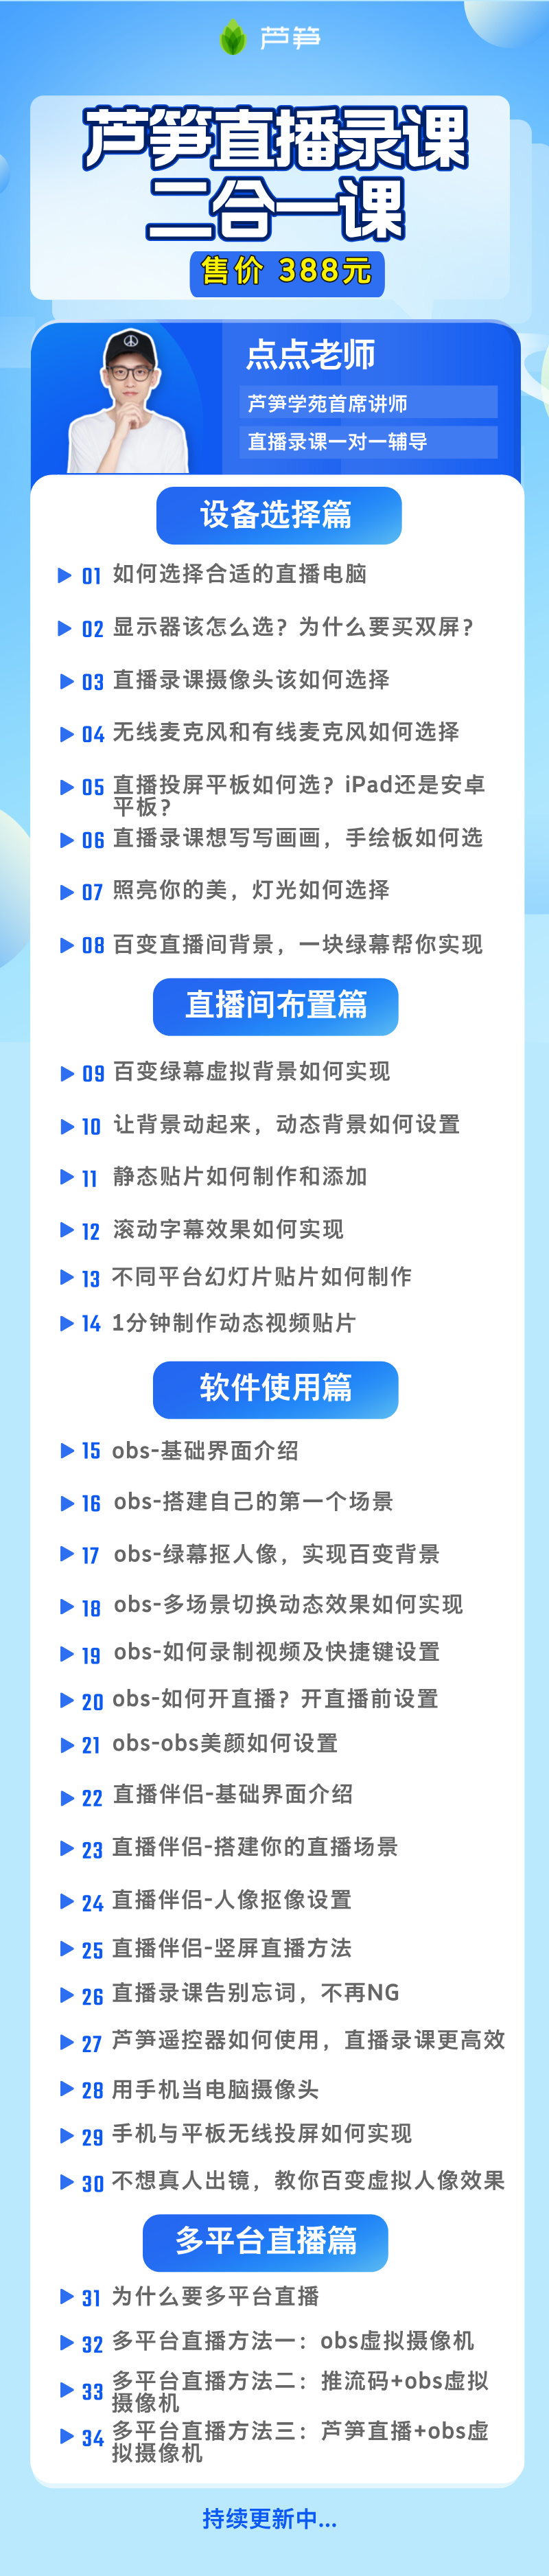 芦笋
芦笋直播录课
二合一课
售价 388元
点点老师
芦笋学苑首席讲师
直播录课一对一辅导
设备选择篇
01 如何选择合适的直播电脑
02 显示器该怎么选？为什么要买双屏？
03 直播录课摄像头该如何选择
04 无线麦克风和有线麦克风如何选择
05 直播投屏平板如何选？iPad还是安卓
平板？
06 直播录课想写写画画，手绘板如何选
07 照亮你的美，灯光如何选择
08 百变直播间背景，一块绿幕帮你实现
直播间布置篇
09 百变绿幕虚拟背景如何实现
10 让背景动起来，动态背景如何设置
11 静态贴片如何制作和添加
12 滚动字幕效果如何实现
13 不同平台幻灯片贴片如何制作
14 1分钟制作动态视频贴片
软件使用篇
15 obs-基础界面介绍
16 obs-搭建自己的第一个场景
17 obs-绿幕抠人像，实现百变背景
18 obs-多场景切换动态效果如何实现
19 obs-如何录制视频及快捷键设置
20 obs-如何开直播？开直播前设置
21 obs-obs美颜如何设置
22 直播伴侣-基础界面介绍
23 直播伴侣-搭建你的直播场景
24 直播伴侣-人像抠像设置
25 直播伴侣-竖屏直播方法
26 直播录课告别忘词，不再NG
27 芦笋遥控器如何使用，直播录课更高效
28 用手机当电脑摄像头
29 手机与平板无线投屏如何实现
30 不想真人出镜，教你百变虚拟人像效果
多平台直播篇
31 为什么要多平台直播
32 多平台直播方法一：obs虚拟摄像机
33 多平台直播方法二：推流码+obs虚拟
摄像机
34 多平台直播方法三：芦笋直播+obs虚
拟摄像机
持续更新中...